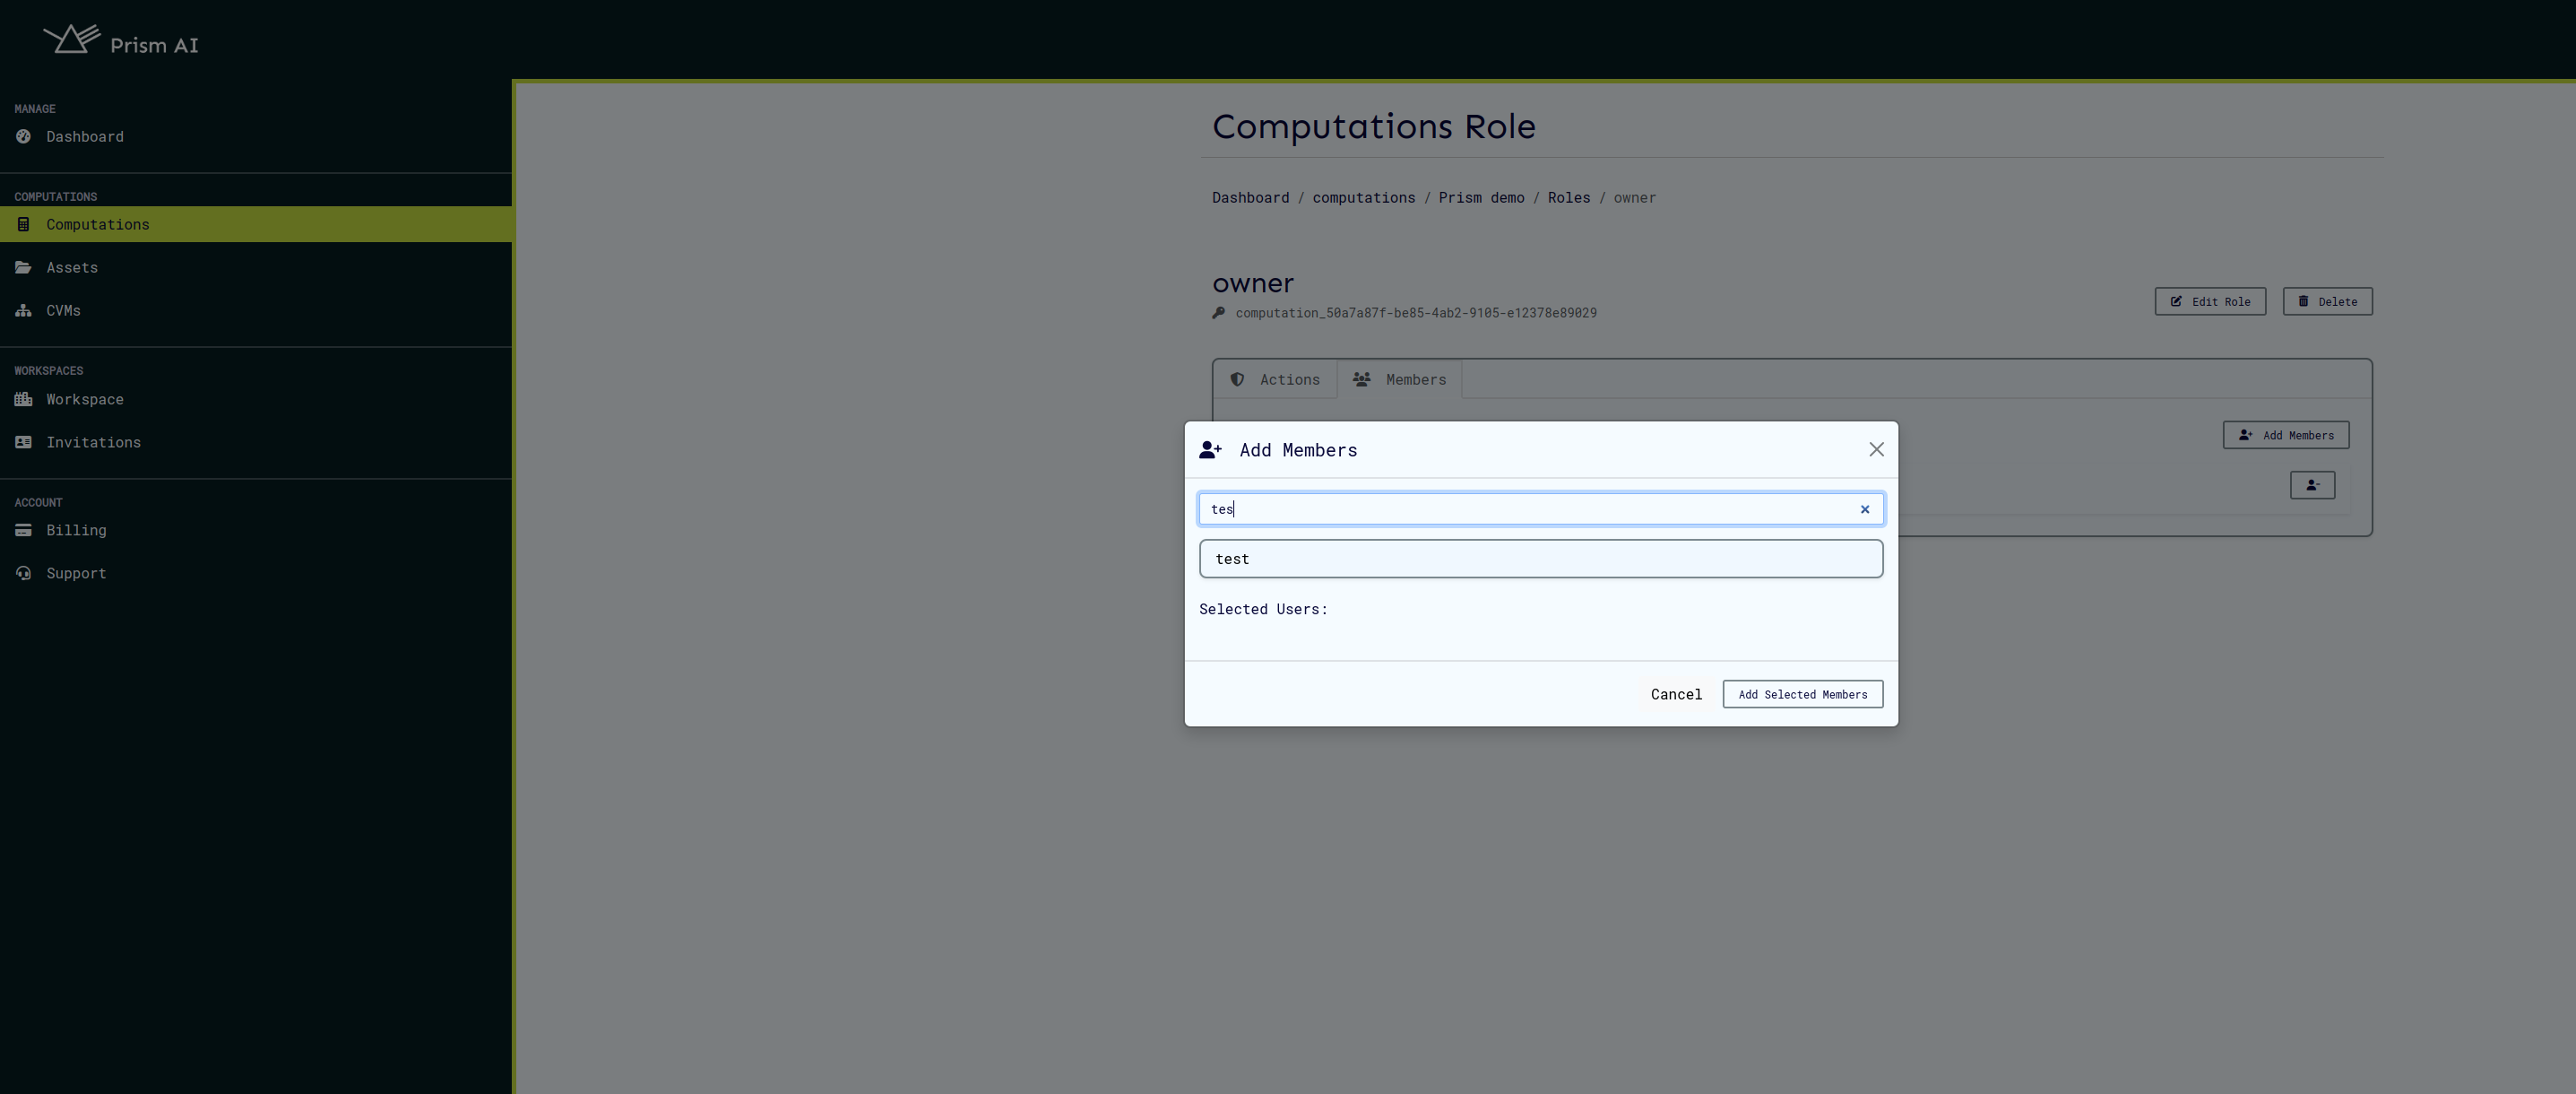 Prism AI
MANAGE
Dashboard
COMPUTATIONS
Computations
Assets
CVMs
WORKSPACES
Workspace
Invitations
ACCOUNT
Billing
Support
Computations Role
Dashboard / computations / Prism demo / Roles / owner
owner
computation_50a7a87f-be85-4ab2-9105-e12378e89029
Edit Role
Delete
Actions
Members
Add Members
Add Members
tes
test
Selected Users:
Cancel
Add Selected Members